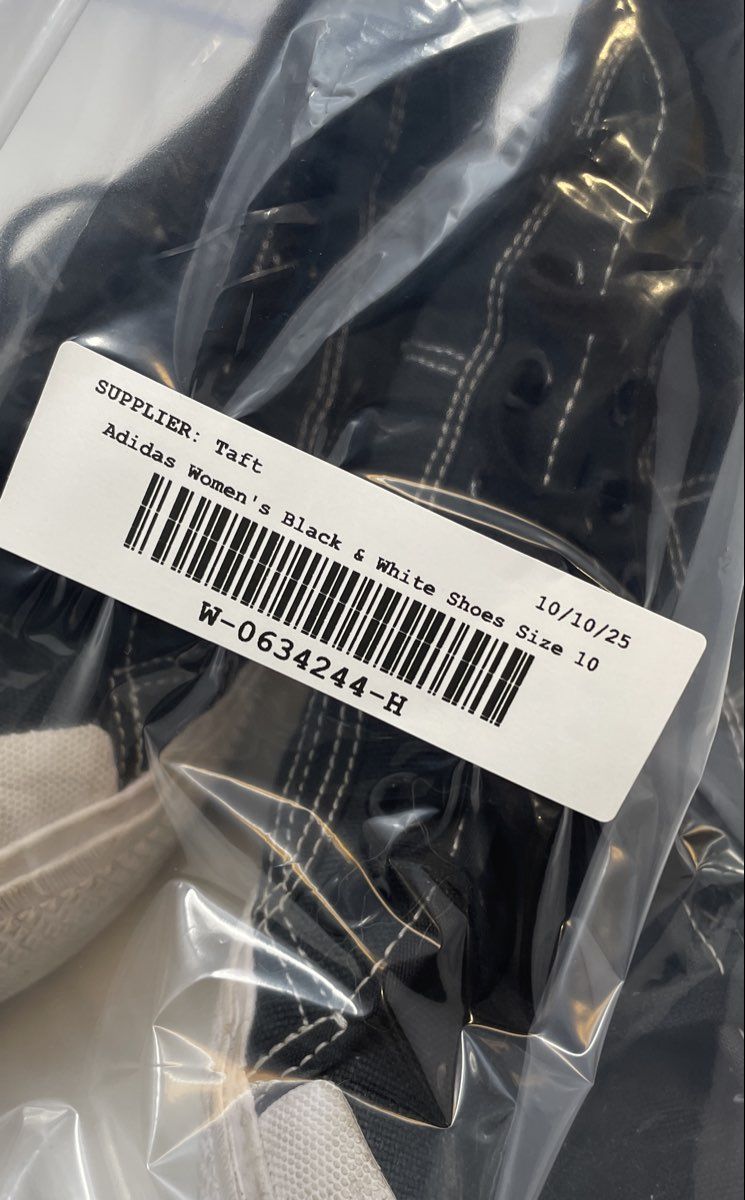 SUPPLIER: Taft
10/10/25
Adidas Women's Black & White Shoes Size 10
W-0634244-H